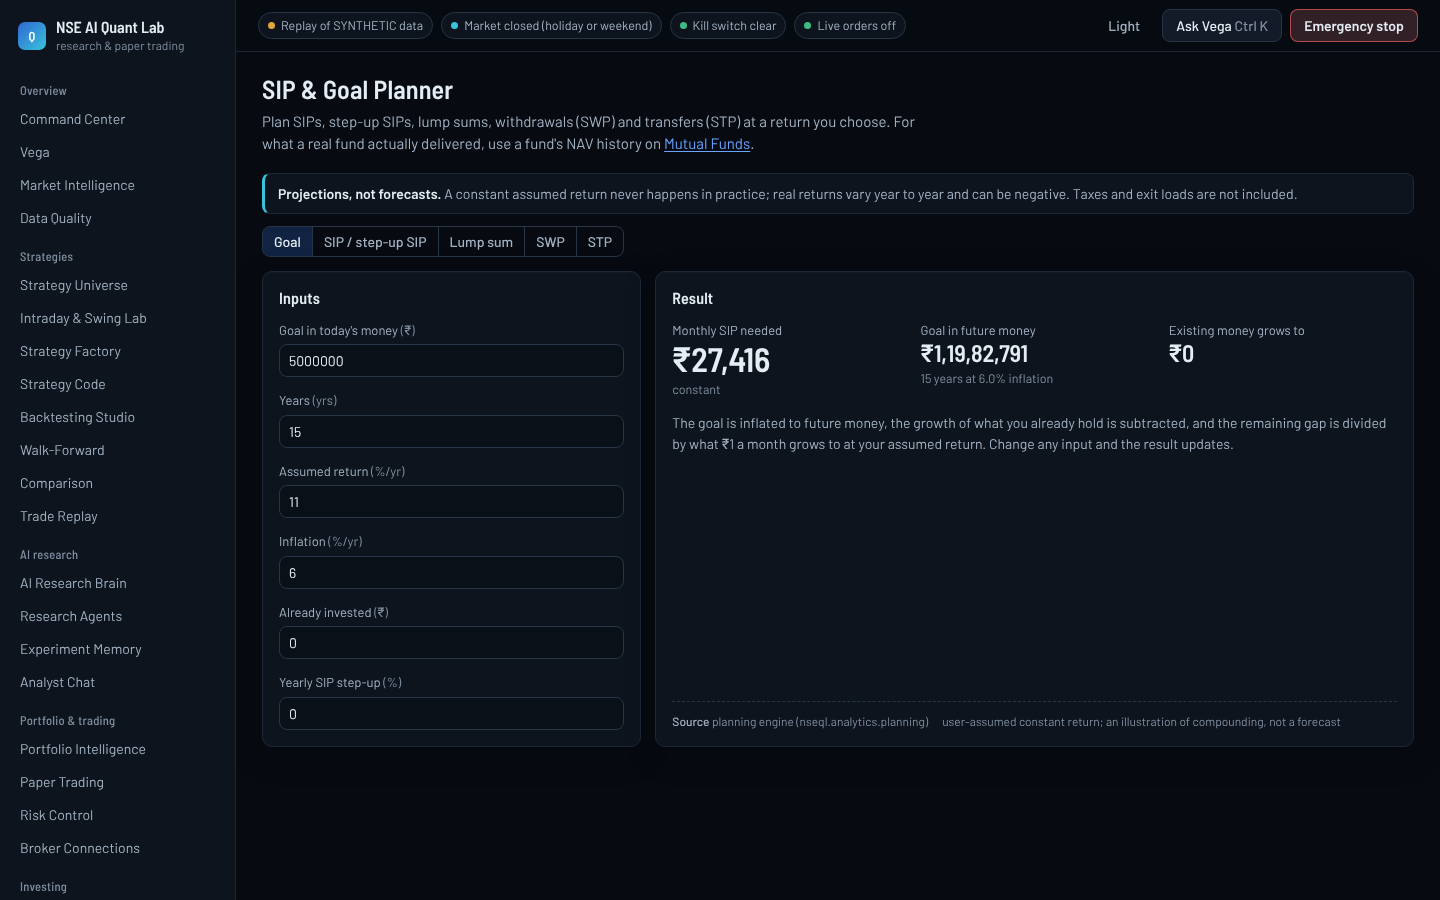 Q
NSE AI Quant Lab
research & paper trading
Overview
Command Center
Vega
Market Intelligence
Data Quality
Strategies
Strategy Universe
Intraday & Swing Lab
Strategy Factory
Strategy Code
Backtesting Studio
Walk-Forward
Comparison
Trade Replay
AI research
AI Research Brain
Research Agents
Experiment Memory
Analyst Chat
Portfolio & trading
Portfolio Intelligence
Paper Trading
Risk Control
Broker Connections
Investing
Replay of SYNTHETIC data
Market closed (holiday or weekend)
Kill switch clear
Live orders off
Light
Ask Vega Ctrl K
Emergency stop
SIP & Goal Planner
Plan SIPs, step-up SIPs, lump sums, withdrawals (SWP) and transfers (STP) at a return you choose. For
what a real fund actually delivered, use a fund's NAV history on Mutual Funds.
Projections, not forecasts. A constant assumed return never happens in practice; real returns vary year to year and can be negative. Taxes and exit loads are not included.
Goal
SIP / step-up SIP
Lump sum
SWP
STP
Inputs
Goal in today's money (₹)
5000000
Years (yrs)
15
Assumed return (%/yr)
11
Inflation (%/yr)
6
Already invested (₹)
0
Yearly SIP step-up (%)
0
Result
Monthly SIP needed
₹27,416
constant
Goal in future money
₹1,19,82,791
15 years at 6.0% inflation
Existing money grows to
₹0
The goal is inflated to future money, the growth of what you already hold is subtracted, and the remaining gap is divided
by what ₹1 a month grows to at your assumed return. Change any input and the result updates.
Source planning engine (nseql.analytics.planning)
user-assumed constant return; an illustration of compounding, not a forecast